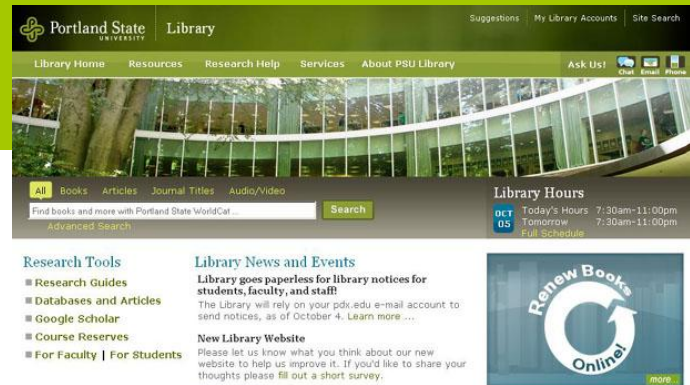 Portland State UNIVERSITY Library
Suggestions My Library Accounts Site Search
Library Home Resources Research Help Services About PSU Library Ask Us! Chat Email Phone
All Books Articles Journal Titles Audio/Video
Find books and more with Portland State WorldCat ... Search
Advanced Search
Library Hours
OCT 05
Today's Hours 7:30am-11:00pm
Tomorrow 7:30am-11:00pm
Full Schedule
Research Tools
Research Guides
Databases and Articles
Google Scholar
Course Reserves
For Faculty | For Students
Library News and Events
Library goes paperless for library notices for
students, faculty, and staff!
The Library will rely on your pdx.edu e-mail account to
send notices, as of October 4. Learn more ...
New Library Website
Please let us know what you think about our new
website to help us improve it. If you'd like to share your
thoughts please fill out a short survey.
Renew Books
Online!
more...